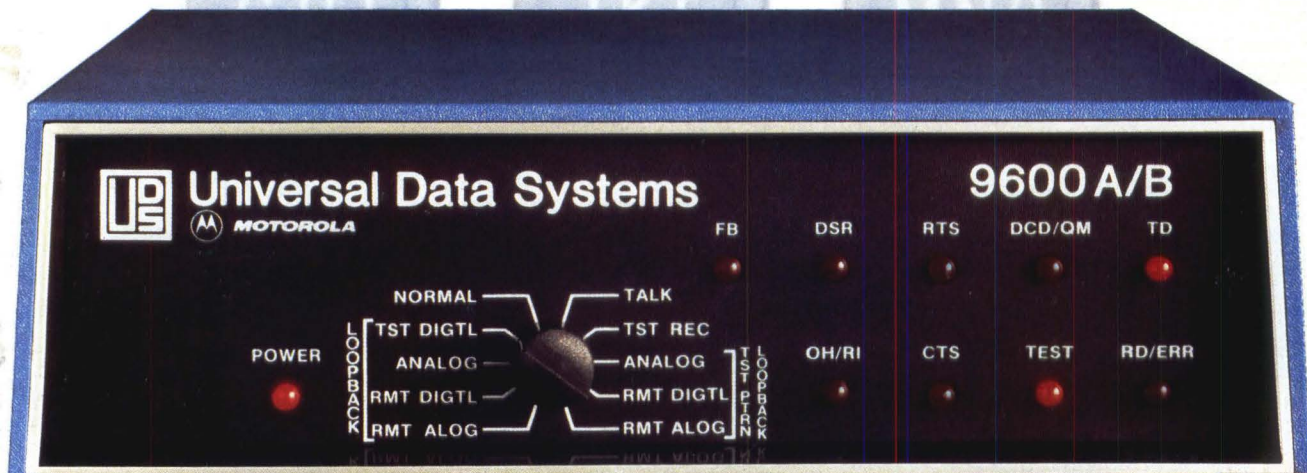 UDS Universal Data Systems
MOTOROLA
9600 A/B
FB DSR RTS DCD/QM TD
NORMAL TALK
TST DIGTL TST REC
ANALOG ANALOG
RMT DIGTL RMT DIGTL
RMT ALOG RMT ALOG
LOOPBACK
TST PTRN
LOOPBACK
POWER
OH/RI CTS TEST RD/ERR